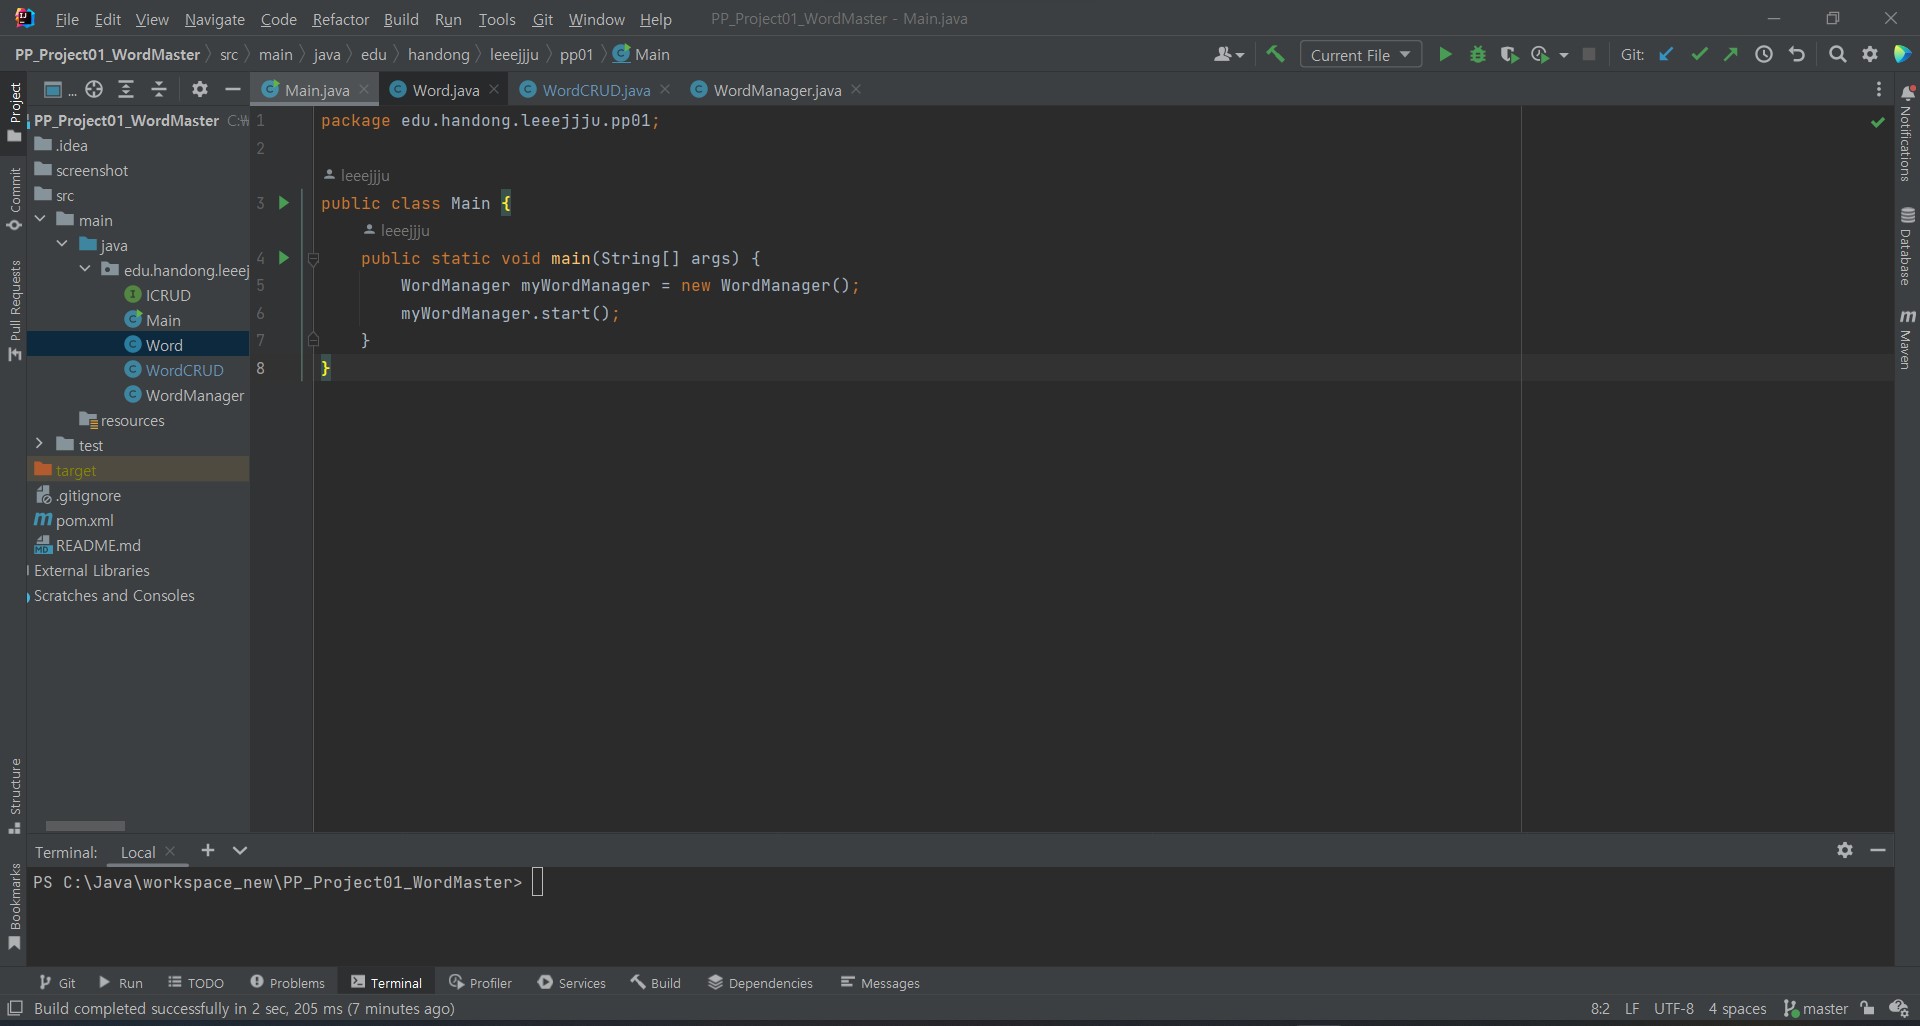 File Edit View Navigate Code Refactor Build Run Tools Git Window Help PP_Project01_WordMaster - Main.java
PP_Project01_WordMaster src main java edu handong leeejjju pp01 Main Current File Git:
Project
Commit
Pull Requests
Structure
Bookmarks
... Main.java Word.java WordCRUD.java WordManager.java
PP_Project01_WordMaster C:\
.idea
screenshot
src
main
java
edu.handong.leeej
ICRUD
Main
Word
WordCRUD
WordManager
resources
test
target
.gitignore
pom.xml
README.md
External Libraries
Scratches and Consoles
1 package edu.handong.leeejjju.pp01;
2
leeejjju
3 public class Main {
leeejjju
4 public static void main(String[] args) {
5 WordManager myWordManager = new WordManager();
6 myWordManager.start();
7 }
8 }
Notifications
Database
Maven
Terminal: Local
PS C:\Java\workspace_new\PP_Project01_WordMaster>
Git Run TODO Problems Terminal Profiler Services Build Dependencies Messages
Build completed successfully in 2 sec, 205 ms (7 minutes ago) 8:2 LF UTF-8 4 spaces master